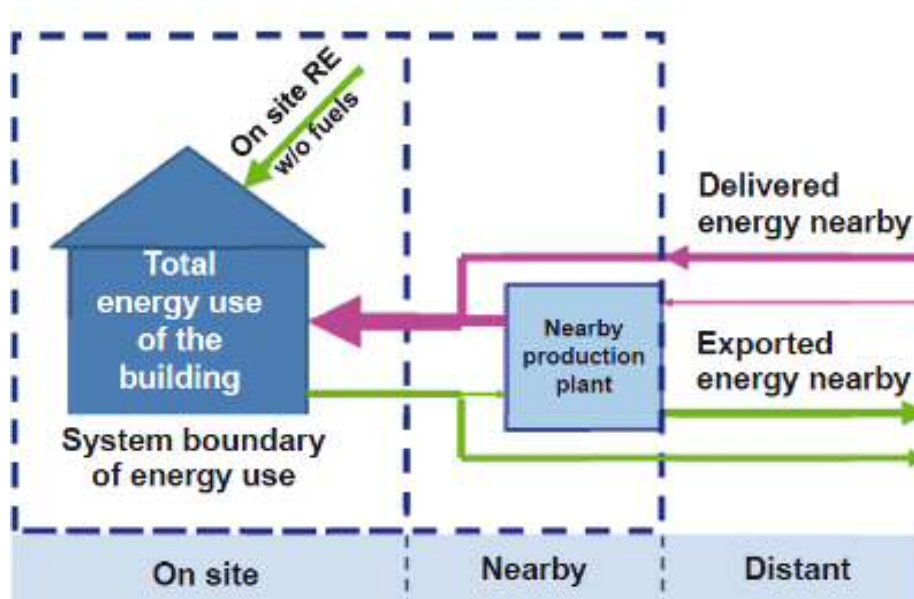 On site RE
w/o fuels
Total
energy use
of the
building
System boundary
of energy use
Nearby
production
plant
Delivered
energy nearby
Exported
energy nearby
On site
Nearby
Distant